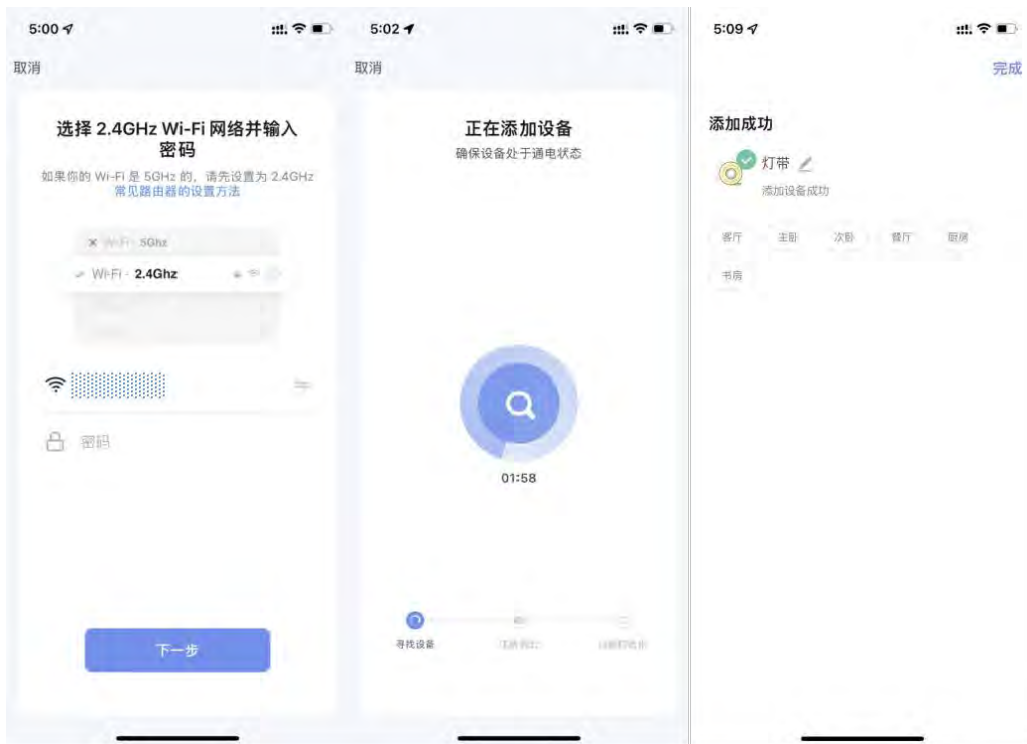 5:00
取消
选择 2.4GHz Wi-Fi 网络并输入
密码
如果你的 Wi-Fi 是 5GHz 的，请先设置为 2.4GHz
常见路由器的设置方法
Wi-Fi - 5Ghz
Wi-Fi - 2.4Ghz
密码
下一步
5:02
取消
正在添加设备
确保设备处于通电状态
01:58
寻找设备
5:09
完成
添加成功
灯带
添加设备成功
客厅 主卧 次卧 餐厅 厨房
书房